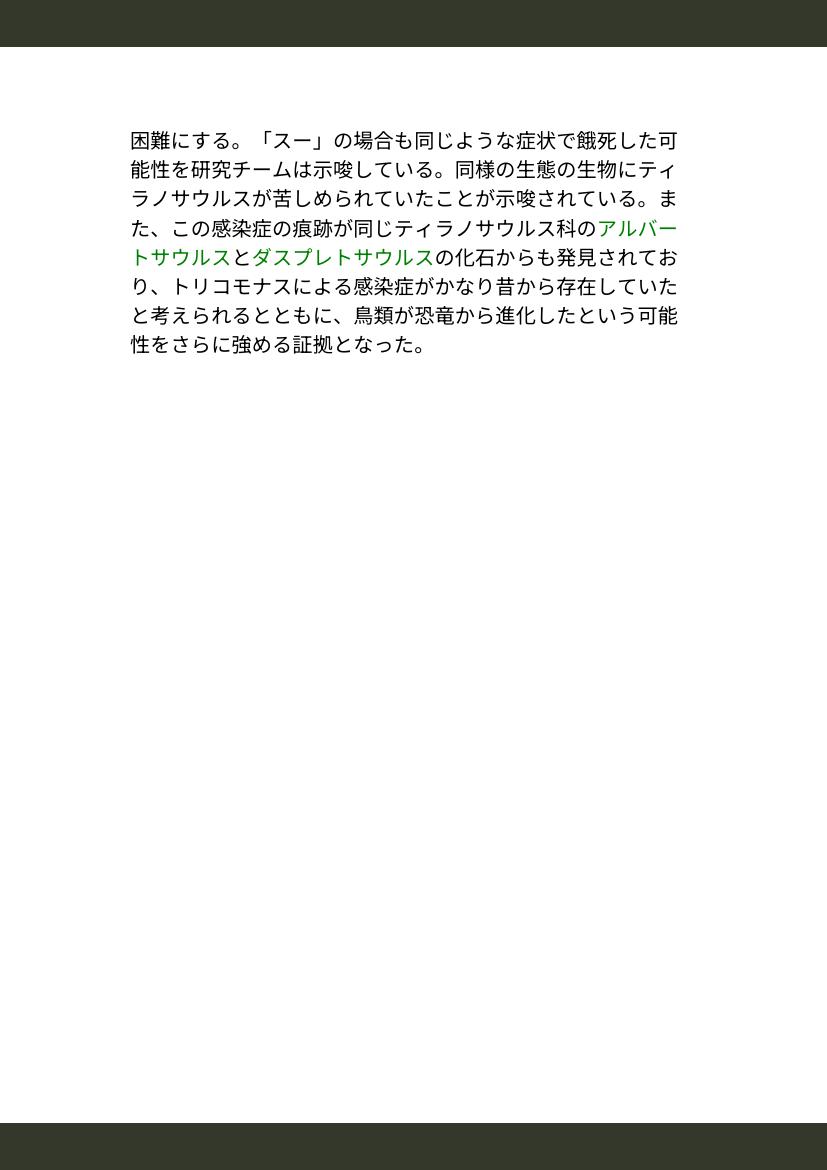 困難にする。「スー」の場合も同じような症状で餓死した可
能性を研究チームは示唆している。同様の生態の生物にティ
ラノサウルスが苦しめられていたことが示唆されている。ま
た、この感染症の痕跡が同じティラノサウルス科のアルバー
トサウルスとダスプレトサウルスの化石からも発見されてお
り、トリコモナスによる感染症がかなり昔から存在していた
と考えられるとともに、鳥類が恐竜から進化したという可能
性をさらに強める証拠となった。